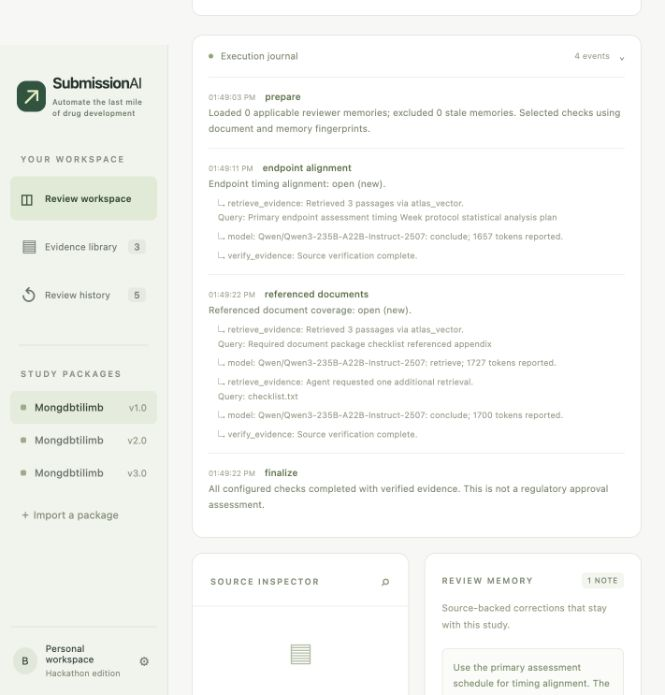 SubmissionAI
Automate the last mile
of drug development
YOUR WORKSPACE
Review workspace
Evidence library 3
Review history 5
STUDY PACKAGES
Mongdbtilimb v1.0
Mongdbtilimb v2.0
Mongdbtilimb v3.0
+ Import a package
B
Personal
workspace
Hackathon edition
Execution journal 4 events
01:49:03 PM prepare
Loaded 0 applicable reviewer memories; excluded 0 stale memories. Selected checks using
document and memory fingerprints.
01:49:11 PM endpoint alignment
Endpoint timing alignment: open (new).
retrieve_evidence: Retrieved 3 passages via atlas_vector.
Query: Primary endpoint assessment timing Week protocol statistical analysis plan
model: Qwen/Qwen3-235B-A22B-Instruct-2507: conclude; 1657 tokens reported.
verify_evidence: Source verification complete.
01:49:22 PM referenced documents
Referenced document coverage: open (new).
retrieve_evidence: Retrieved 3 passages via atlas_vector.
Query: Required document package checklist referenced appendix
model: Qwen/Qwen3-235B-A22B-Instruct-2507: retrieve; 1727 tokens reported.
retrieve_evidence: Agent requested one additional retrieval.
Query: checklist.txt
model: Qwen/Qwen3-235B-A22B-Instruct-2507: conclude; 1700 tokens reported.
verify_evidence: Source verification complete.
01:49:22 PM finalize
All configured checks completed with verified evidence. This is not a regulatory approval
assessment.
SOURCE INSPECTOR
REVIEW MEMORY 1 NOTE
Source-backed corrections that stay
with this study.
Use the primary assessment
schedule for timing alignment. The